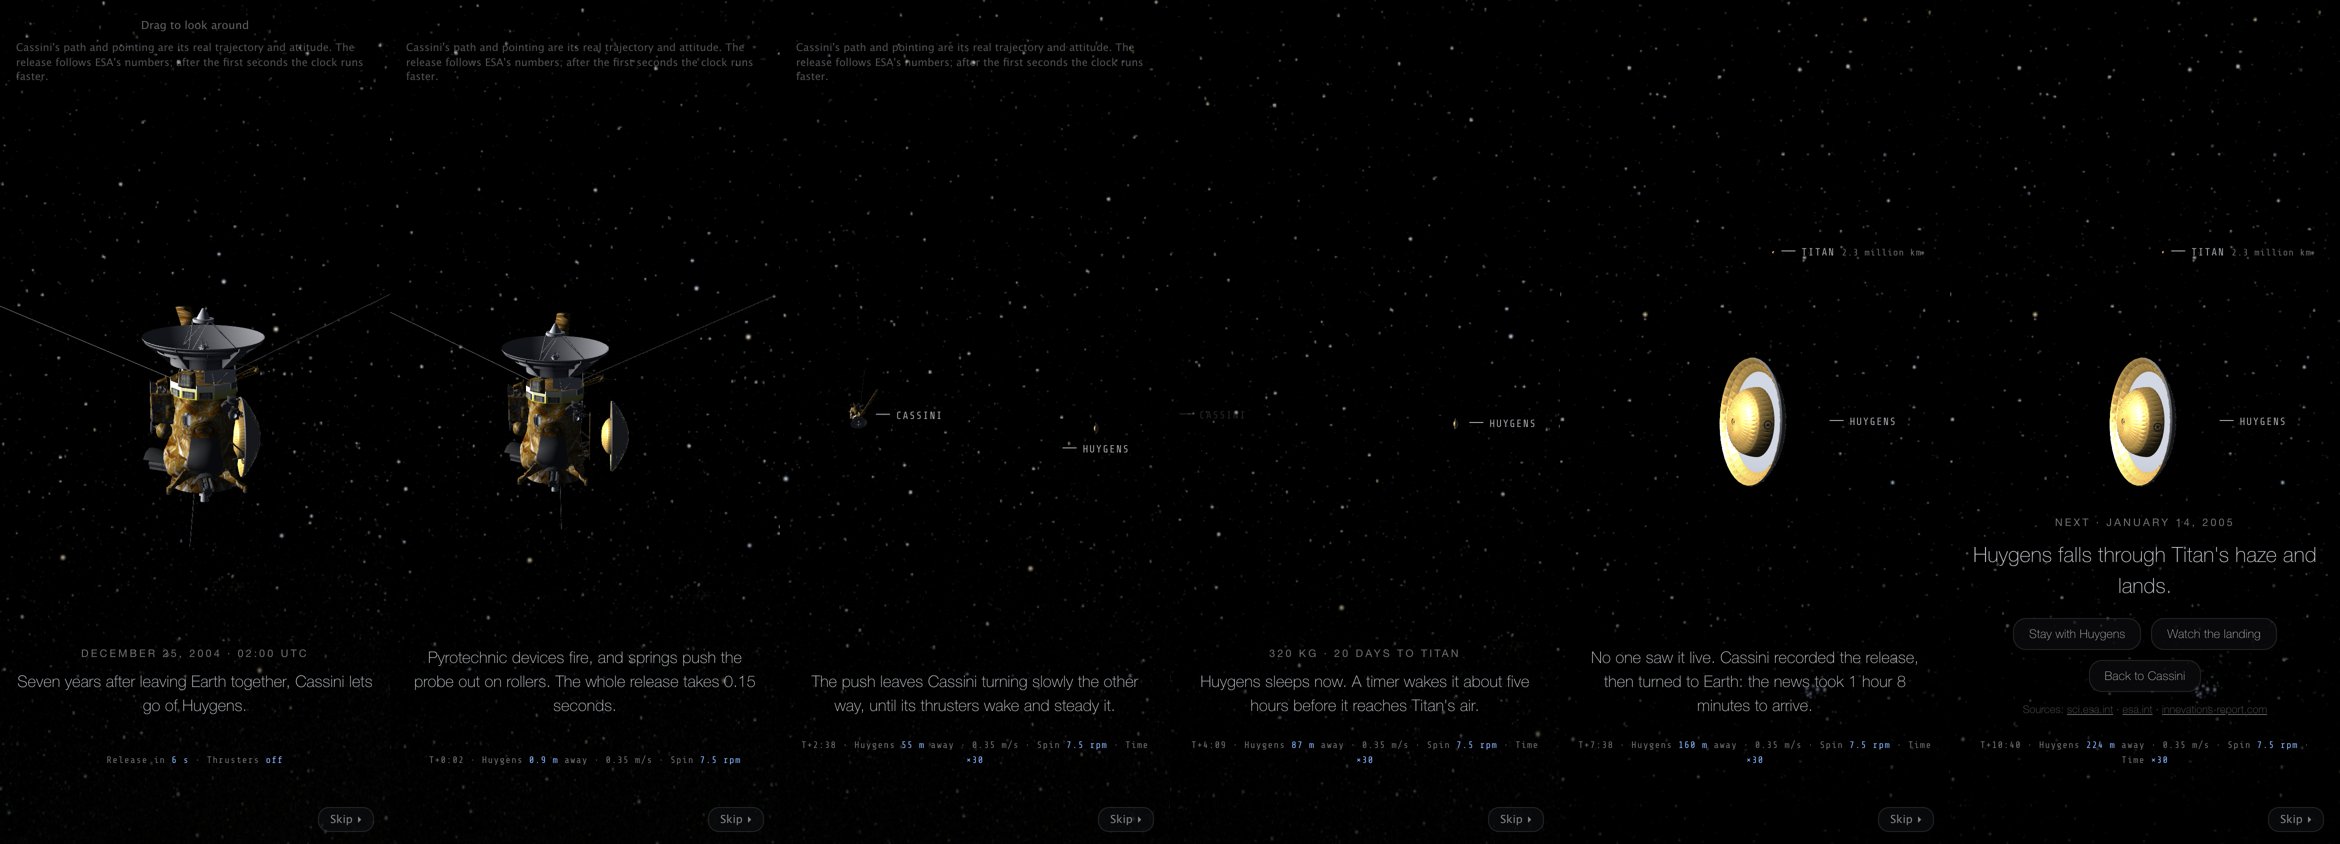 Drag to look around
Cassini's path and pointing are its real trajectory and attitude. The
release follows ESA's numbers; after the first seconds the clock runs
faster.
DECEMBER 25, 2004 · 02:00 UTC
Seven years after leaving Earth together, Cassini lets
go of Huygens.
Release in 6 s · Thrusters off
Cassini's path and pointing are its real trajectory and attitude. The
release follows ESA's numbers; after the first seconds the clock runs
faster.
Pyrotechnic devices fire, and springs push the
probe out on rollers. The whole release takes 0.15
seconds.
T+0:02 · Huygens 0.9 m away · 0.35 m/s · Spin 7.5 rpm
Skip
Skip
Cassini's path and pointing are its real trajectory and attitude. The
release follows ESA's numbers; after the first seconds the clock runs
faster.
CASSINI
HUYGENS
The push leaves Cassini turning slowly the other
way, until its thrusters wake and steady it.
T+2:38 · Huygens 55 m away · 0.35 m/s · Spin 7.5 rpm · Time
×30
Skip
CASSINI
HUYGENS
320 KG · 20 DAYS TO TITAN
Huygens sleeps now. A timer wakes it about five
hours before it reaches Titan's air.
T+4:09 · Huygens 87 m away · 0.35 m/s · Spin 7.5 rpm · Time
×30
Skip
TITAN 2.3 million km
HUYGENS
No one saw it live. Cassini recorded the release,
then turned to Earth: the news took 1 hour 8
minutes to arrive.
T+7:38 · Huygens 160 m away · 0.35 m/s · Spin 7.5 rpm · Time
×30
Skip
TITAN 2.3 million km
HUYGENS
NEXT · JANUARY 14, 2005
Huygens falls through Titan's haze and
lands.
Stay with Huygens
Watch the landing
Back to Cassini
Sources: sci.esa.int · esa.int · innovations-report.com
T+10:40 · Huygens 224 m away · 0.35 m/s · Spin 7.5 rpm ·
Time ×30
Skip